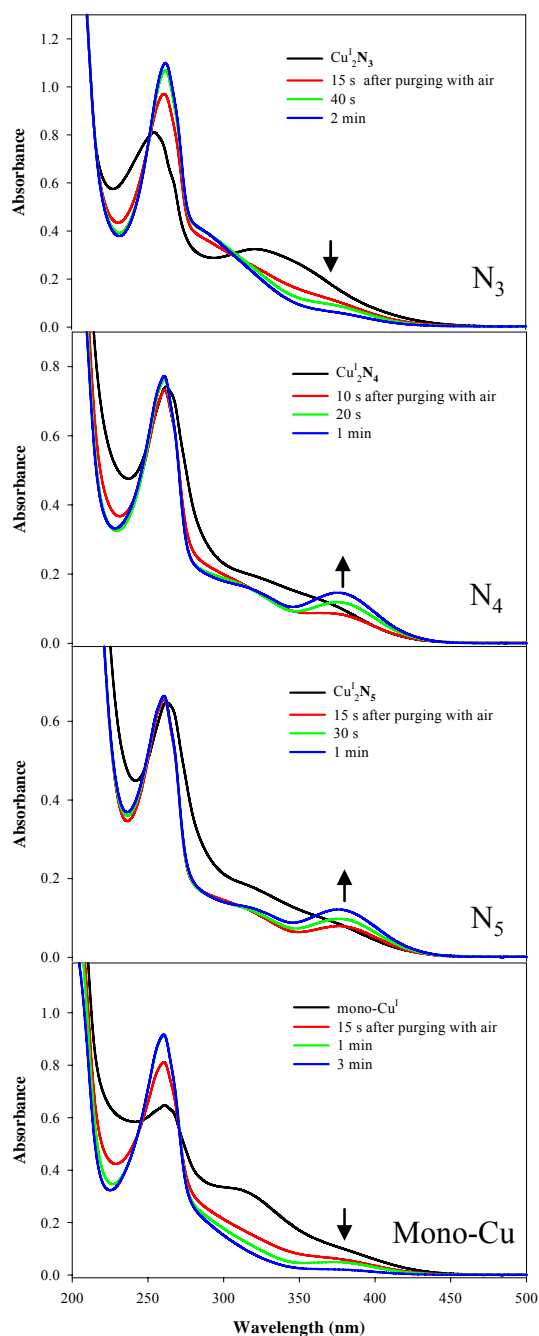 1.2
1.0
0.8
0.6
0.4
0.2
0.0
Absorbance
Cu^I_2N_3
15 s after purging with air
40 s
2 min
N_3
0.8
0.6
0.4
0.2
0.0
Absorbance
Cu^I_2N_4
10 s after purging with air
20 s
1 min
N_4
0.6
0.4
0.2
0.0
Absorbance
Cu^I_2N_5
15 s after purging with air
30 s
1 min
N_5
1.0
0.8
0.6
0.4
0.2
0.0
Absorbance
mono-Cu^I
15 s after purging with air
1 min
3 min
Mono-Cu
200 250 300 350 400 450 500
Wavelength (nm)